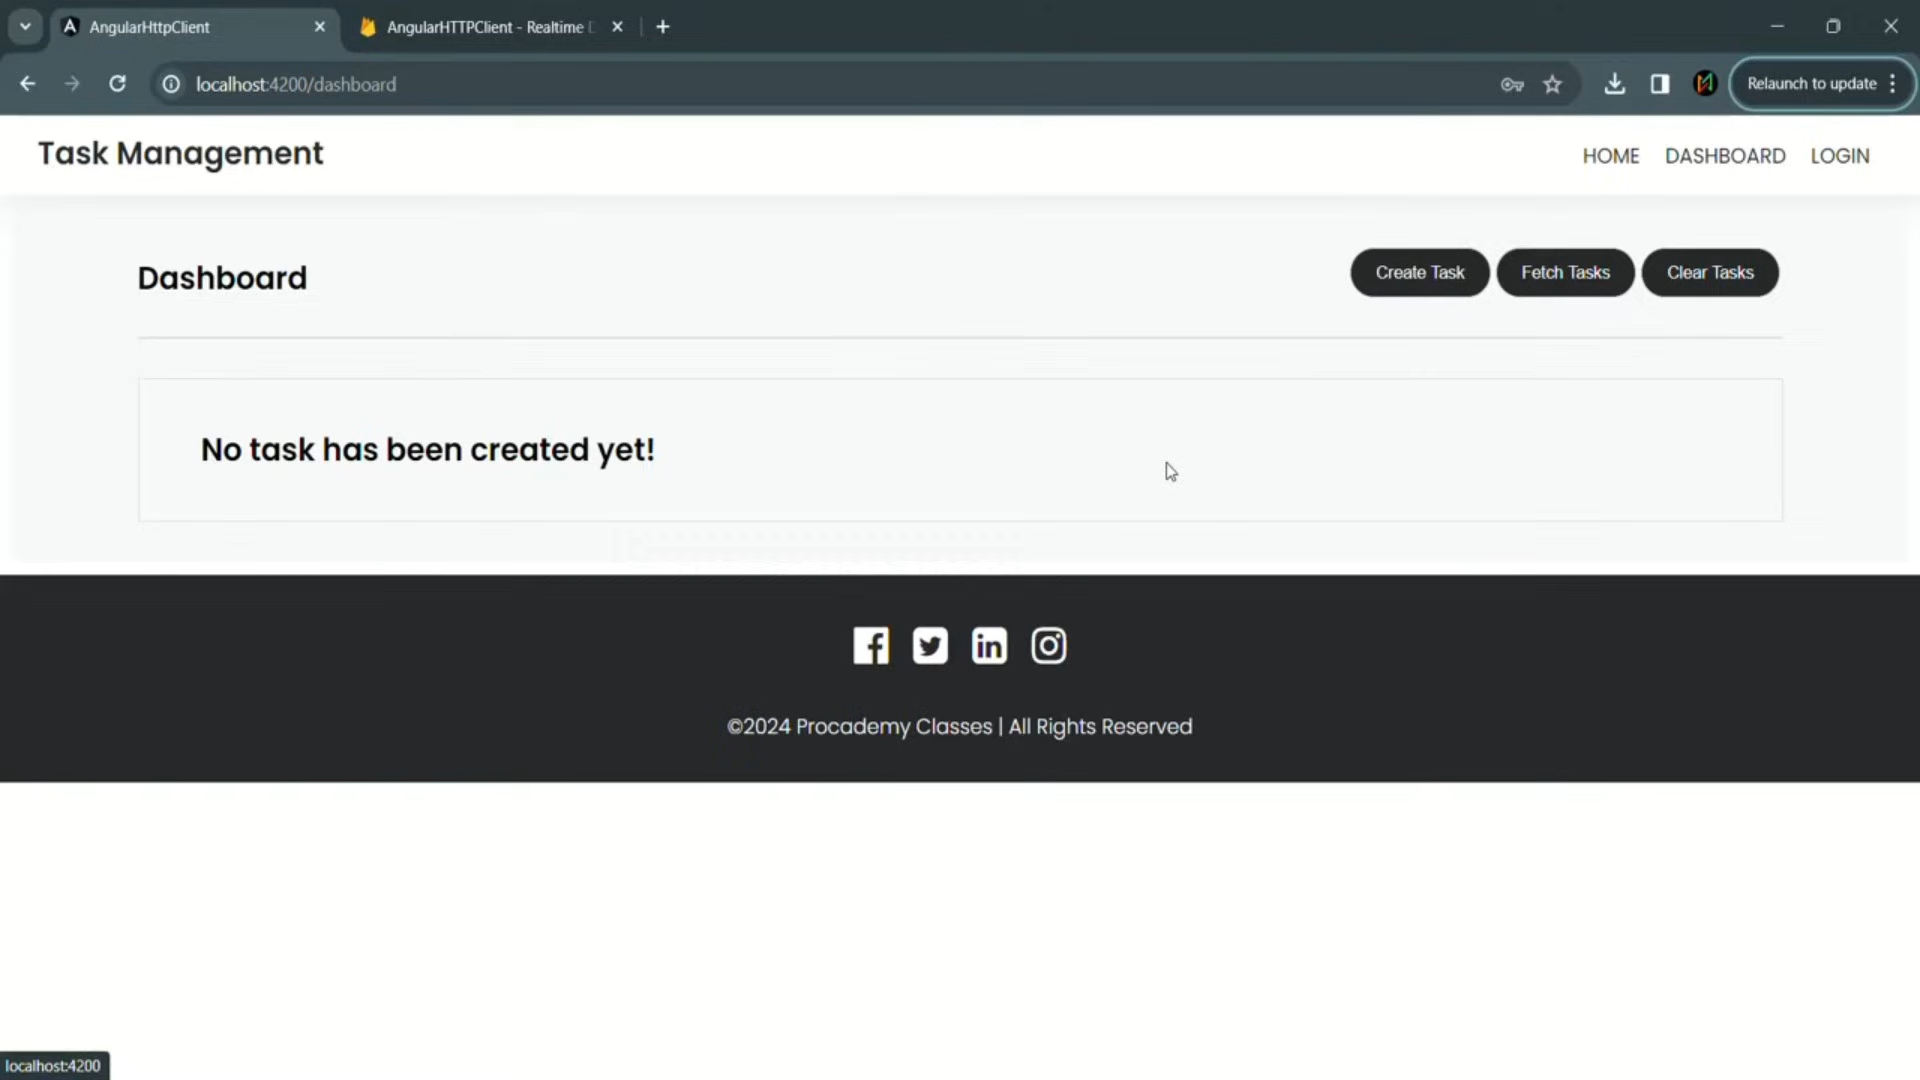 AngularHttpClient
AngularHTTPClient - Realtime
localhost:4200/dashboard
Relaunch to update
Task Management
HOME DASHBOARD LOGIN
Dashboard
Create Task Fetch Tasks Clear Tasks
No task has been created yet!
©2024 Procademy Classes | All Rights Reserved
localhost:4200